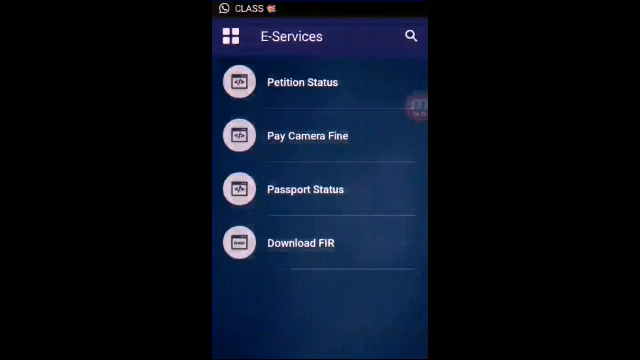 CLASS
E-Services
Petition Status
Pay Camera Fine
Passport Status
Download FIR